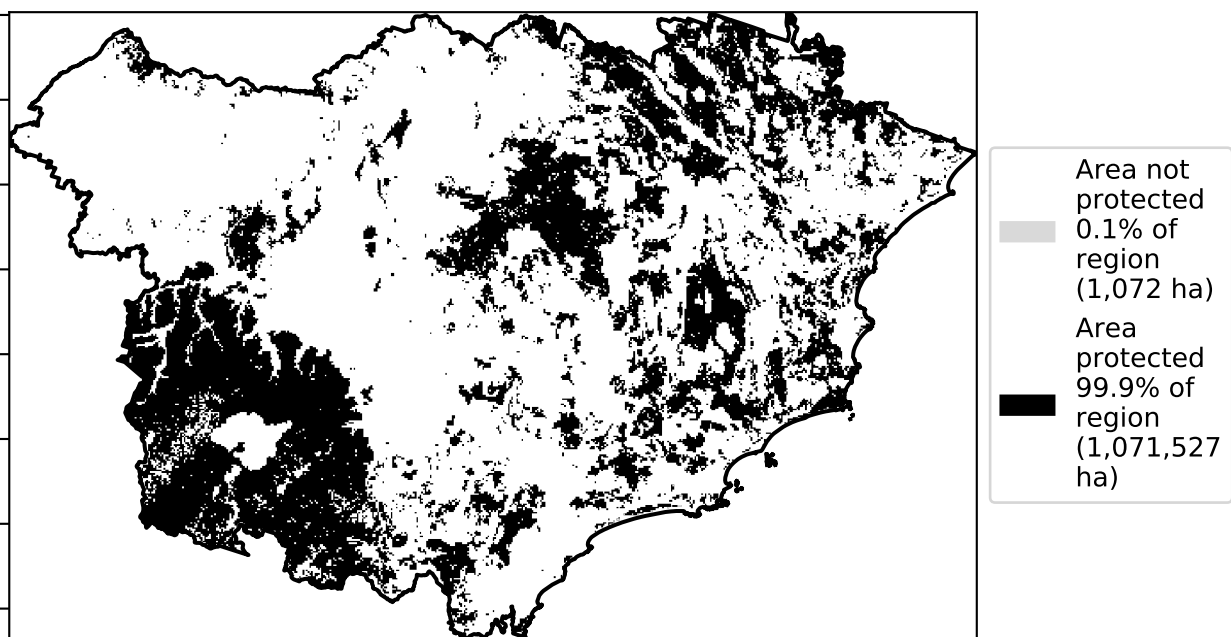 Area not
protected
0.1% of
region
(1,072 ha)
Area
protected
99.9% of
region
(1,071,527
ha)